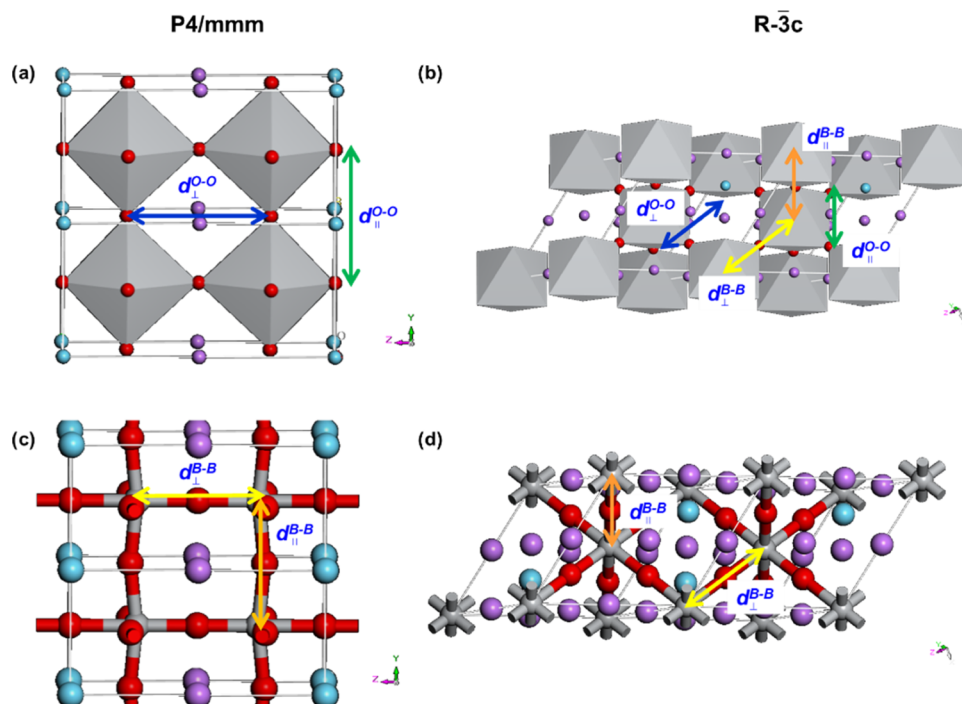 P4/mmm
R-3̄c
(a)
(b)
d⊥^O-O
d∥^O-O
O
Y
Z
d∥^B-B
d⊥^O-O
d∥^O-O
d⊥^B-B
Y
Z
(c)
(d)
d⊥^B-B
d∥^B-B
Y
Z
d∥^B-B
d⊥^B-B
Y
Z